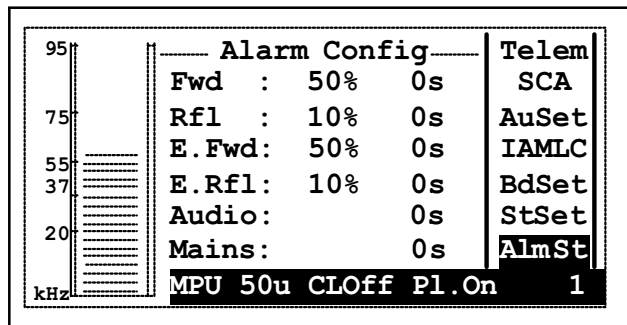 95
75
55
37
20
kHz
Alarm Config
Fwd : 50% 0s
Rfl : 10% 0s
E.Fwd: 50% 0s
E.Rfl: 10% 0s
Audio: 0s
Mains: 0s
Telem
SCA
AuSet
IAMLC
BdSet
StSet
AlmSt
MPU 50u CLOff Pl.On 1